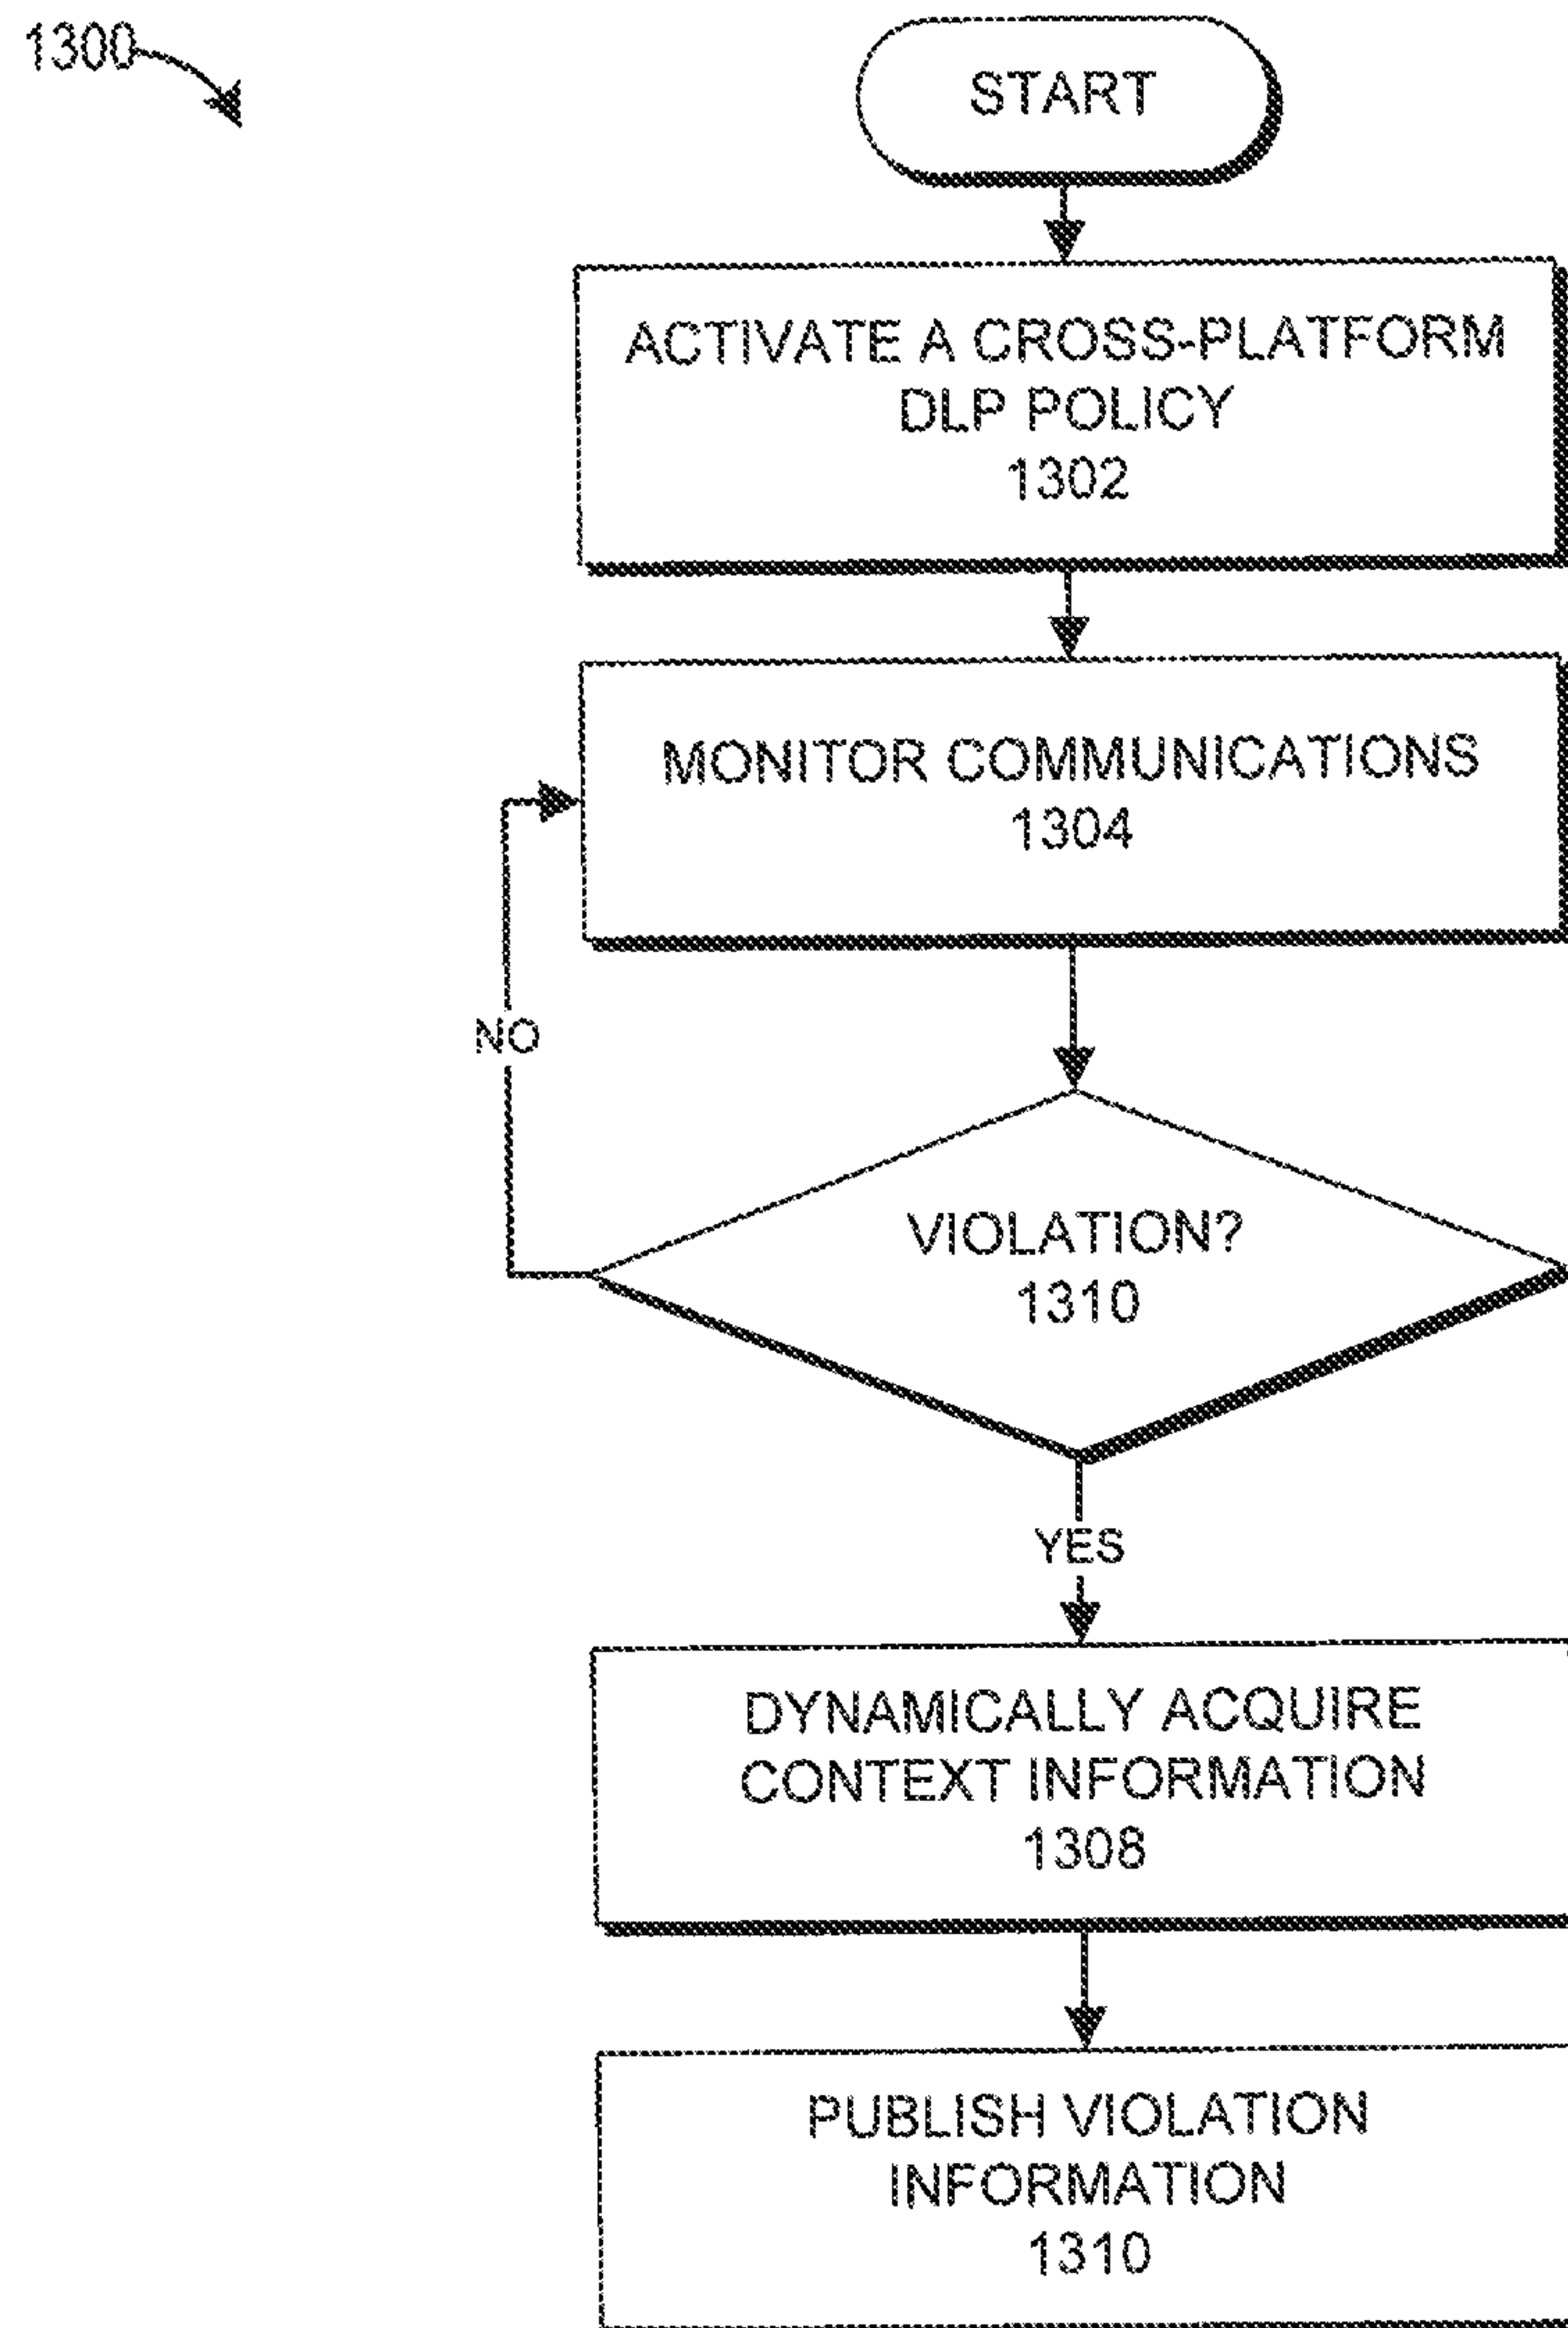 1300
START
ACTIVATE A CROSS-PLATFORM
DLP POLICY
1302
MONITOR COMMUNICATIONS
1304
NO
VIOLATION?
1310
YES
DYNAMICALLY ACQUIRE
CONTEXT INFORMATION
1308
PUBLISH VIOLATION
INFORMATION
1310